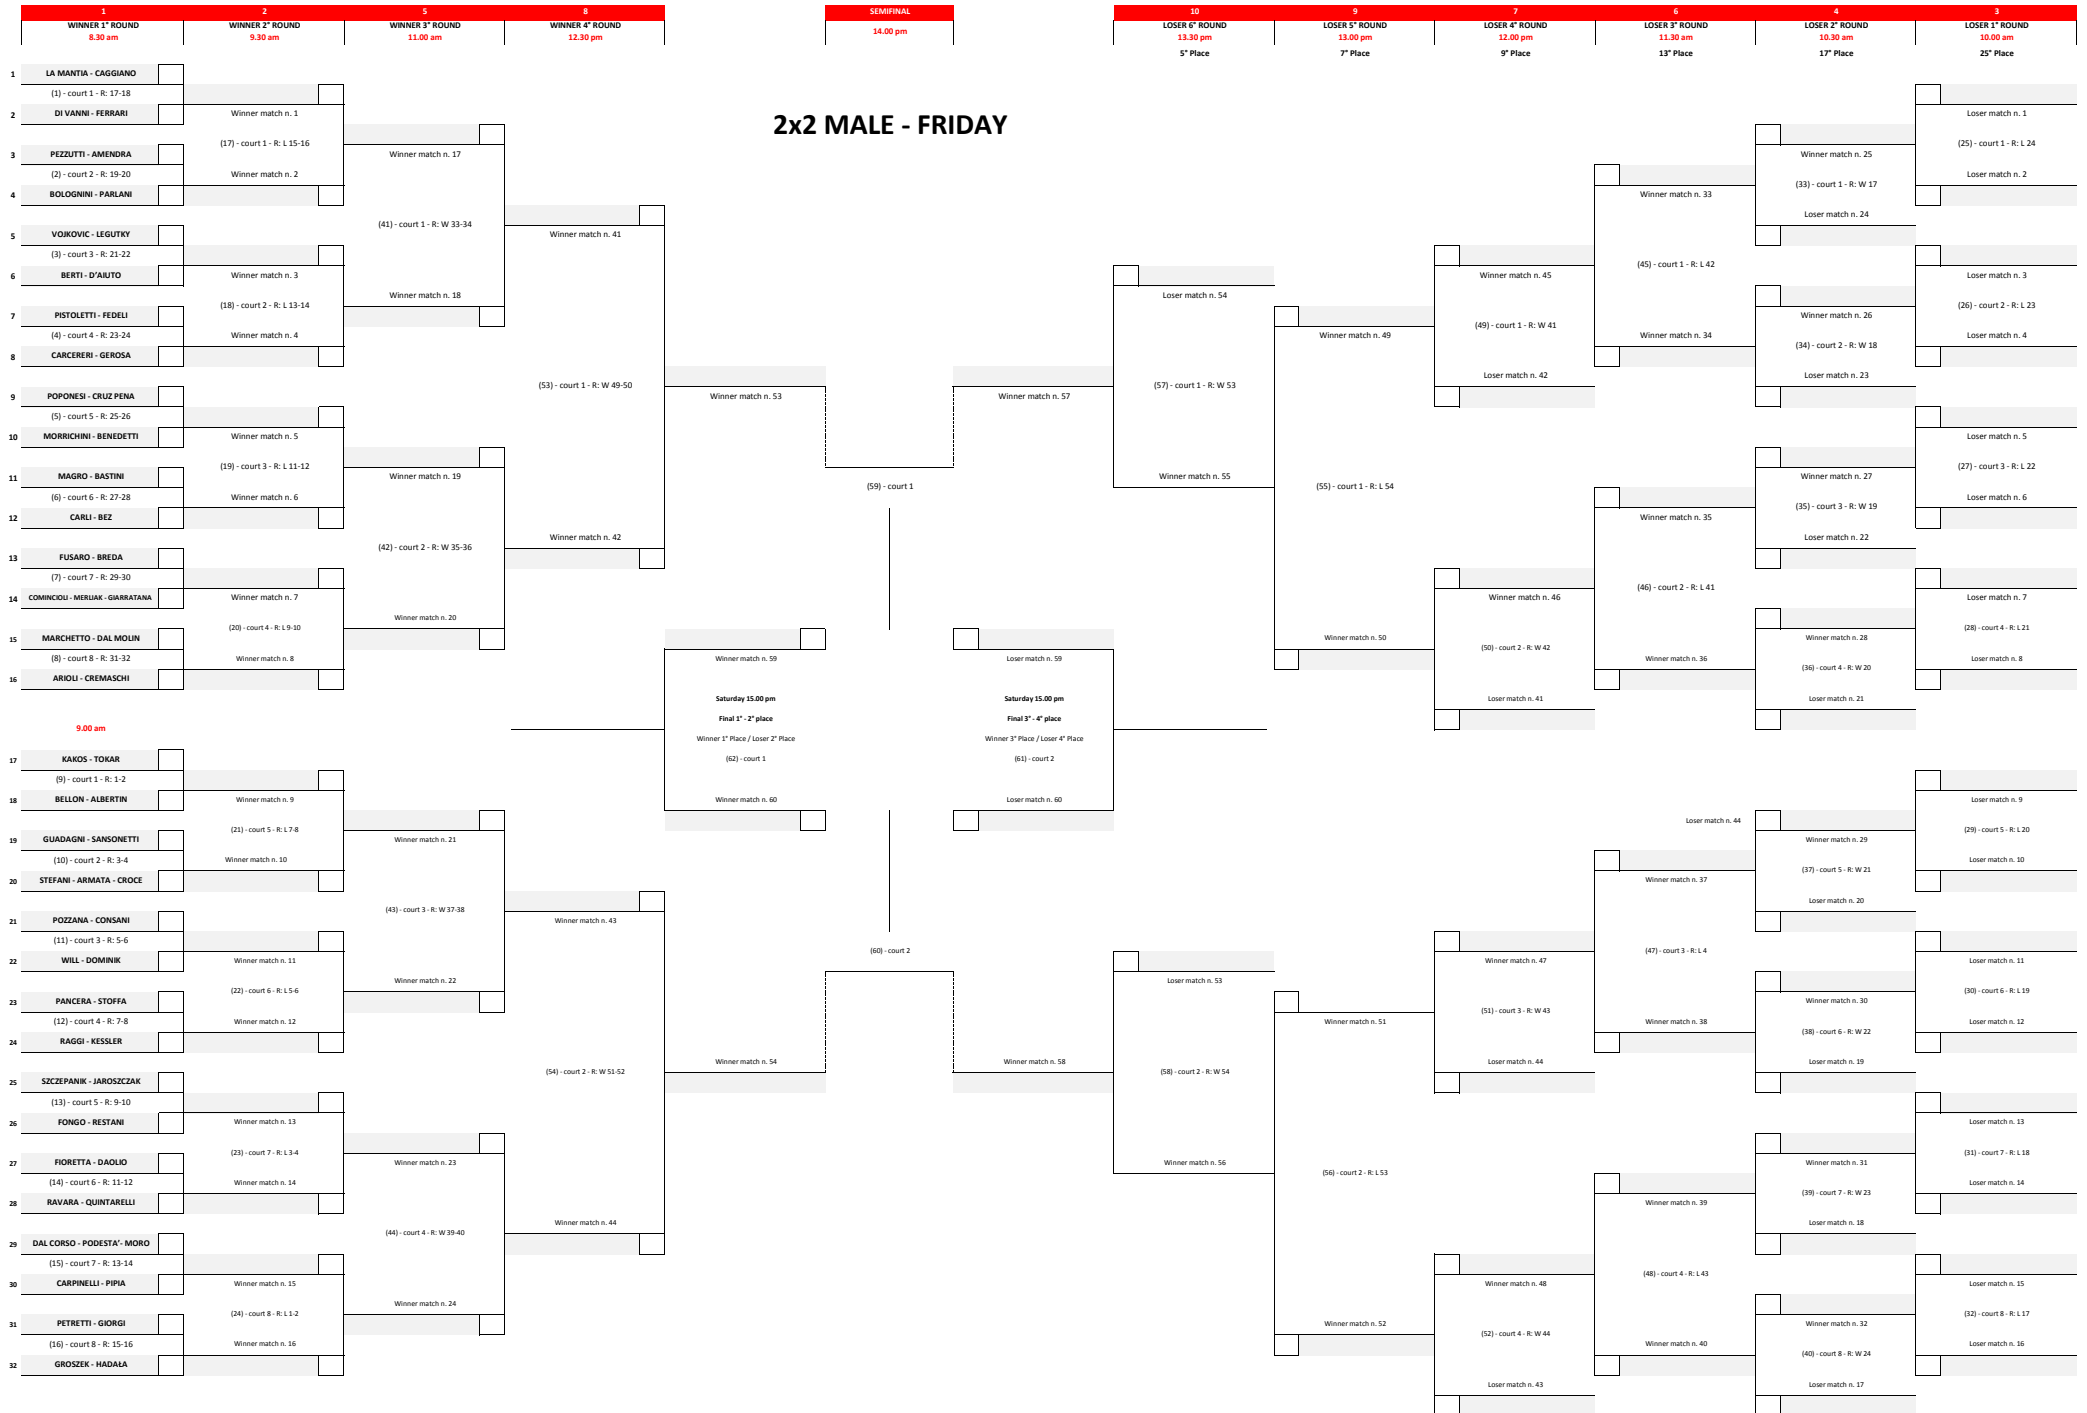 1
2
5
8
SEMIFINAL
10
9
7
6
4
3
WINNER 1° ROUND
WINNER 2° ROUND
WINNER 3° ROUND
WINNER 4° ROUND
14.00 pm
LOSER 6° ROUND
LOSER 5° ROUND
LOSER 4° ROUND
LOSER 3° ROUND
LOSER 2° ROUND
LOSER 1° ROUND
8.30 am
9.30 am
11.00 am
12.30 pm
13.30 pm
13.00 pm
12.00 pm
11.30 am
10.30 am
10.00 am
5° Place
7° Place
9° Place
13° Place
17° Place
25° Place
2x2 MALE - FRIDAY
1 LA MANTIA - CAGGIANO
(1) - court 1 - R: 17-18
2 DI VANNI - FERRARI
3 PEZZUTTI - AMENDRA
(2) - court 2 - R: 19-20
4 BOLOGNINI - PARLANI
5 VOJKOVIC - LEGUTKY
(3) - court 3 - R: 21-22
6 BERTI - D'AIUTO
7 PISTOLETTI - FEDELI
(4) - court 4 - R: 23-24
8 CARCERERI - GEROSA
9 POPONESI - CRUZ PENA
(5) - court 5 - R: 25-26
10 MORRICHINI - BENEDETTI
11 MAGRO - BASTINI
(6) - court 6 - R: 27-28
12 CARLI - BEZ
13 FUSARO - BREDA
(7) - court 7 - R: 29-30
14 COMINCIOLI - MERLJAK - GIARRATANA
15 MARCHETTO - DAL MOLIN
(8) - court 8 - R: 31-32
16 ARIOLI - CREMASCHI
9.00 am
17 KAKOS - TOKAR
(9) - court 1 - R: 1-2
18 BELLON - ALBERTIN
19 GUADAGNI - SANSONETTI
(10) - court 2 - R: 3-4
20 STEFANI - ARMATA - CROCE
21 POZZANA - CONSANI
(11) - court 3 - R: 5-6
22 WILL - DOMINIK
23 PANCERA - STOFFA
(12) - court 4 - R: 7-8
24 RAGGI - KESSLER
25 SZCZEPANIK - JAROSZCZAK
(13) - court 5 - R: 9-10
26 FONGO - RESTANI
27 FIORETTA - DAOLIO
(14) - court 6 - R: 11-12
28 RAVARA - QUINTARELLI
29 DAL CORSO - PODESTA'- MORO
(15) - court 7 - R: 13-14
30 CARPINELLI - PIPIA
31 PETRETTI - GIORGI
(16) - court 8 - R: 15-16
32 GROSZEK - HADAŁA
Winner match n. 1
(17) - court 1 - R: L 15-16
Winner match n. 2
Winner match n. 3
(18) - court 2 - R: L 13-14
Winner match n. 4
Winner match n. 5
(19) - court 3 - R: L 11-12
Winner match n. 6
Winner match n. 7
(20) - court 4 - R: L 9-10
Winner match n. 8
Winner match n. 9
(21) - court 5 - R: L 7-8
Winner match n. 10
Winner match n. 11
(22) - court 6 - R: L 5-6
Winner match n. 12
Winner match n. 13
(23) - court 7 - R: L 3-4
Winner match n. 14
Winner match n. 15
(24) - court 8 - R: L 1-2
Winner match n. 16
Winner match n. 17
(41) - court 1 - R: W 33-34
Winner match n. 18
Winner match n. 19
(42) - court 2 - R: W 35-36
Winner match n. 20
Winner match n. 21
(43) - court 3 - R: W 37-38
Winner match n. 22
Winner match n. 23
(44) - court 4 - R: W 39-40
Winner match n. 24
Winner match n. 41
(53) - court 1 - R: W 49-50
Winner match n. 42
Winner match n. 43
(54) - court 2 - R: W 51-52
Winner match n. 44
Winner match n. 53
Winner match n. 59
Saturday 15.00 pm
Final 1° - 2° place
Winner 1° Place / Loser 2° Place
(62) - court 1
Winner match n. 60
Winner match n. 54
(59) - court 1
(60) - court 2
Winner match n. 57
Loser match n. 59
Saturday 15.00 pm
Final 3° - 4° place
Winner 3° Place / Loser 4° Place
(61) - court 2
Loser match n. 60
Winner match n. 58
Loser match n. 54
(57) - court 1 - R: W 53
Winner match n. 55
Loser match n. 53
(58) - court 2 - R: W 54
Winner match n. 56
Winner match n. 49
(55) - court 1 - R: L 54
Winner match n. 50
Winner match n. 51
(56) - court 2 - R: L 53
Winner match n. 52
Winner match n. 45
(49) - court 1 - R: W 41
Loser match n. 42
Winner match n. 46
(50) - court 2 - R: W 42
Loser match n. 41
Winner match n. 47
(51) - court 3 - R: W 43
Loser match n. 44
Winner match n. 48
(52) - court 4 - R: W 44
Loser match n. 43
Winner match n. 33
(45) - court 1 - R: L 42
Winner match n. 34
Winner match n. 35
(46) - court 2 - R: L 41
Winner match n. 36
Loser match n. 44
Winner match n. 37
(47) - court 3 - R: L 4
Winner match n. 38
Winner match n. 39
(48) - court 4 - R: L 43
Winner match n. 40
Winner match n. 25
(33) - court 1 - R: W 17
Loser match n. 24
Winner match n. 26
(34) - court 2 - R: W 18
Loser match n. 23
Winner match n. 27
(35) - court 3 - R: W 19
Loser match n. 22
Winner match n. 28
(36) - court 4 - R: W 20
Loser match n. 21
Winner match n. 29
(37) - court 5 - R: W 21
Loser match n. 20
Winner match n. 30
(38) - court 6 - R: W 22
Loser match n. 19
Winner match n. 31
(39) - court 7 - R: W 23
Loser match n. 18
Winner match n. 32
(40) - court 8 - R: W 24
Loser match n. 17
Loser match n. 1
(25) - court 1 - R: L 24
Loser match n. 2
Loser match n. 3
(26) - court 2 - R: L 23
Loser match n. 4
Loser match n. 5
(27) - court 3 - R: L 22
Loser match n. 6
Loser match n. 7
(28) - court 4 - R: L 21
Loser match n. 8
Loser match n. 9
(29) - court 5 - R: L 20
Loser match n. 10
Loser match n. 11
(30) - court 6 - R: L 19
Loser match n. 12
Loser match n. 13
(31) - court 7 - R: L 18
Loser match n. 14
Loser match n. 15
(32) - court 8 - R: L 17
Loser match n. 16